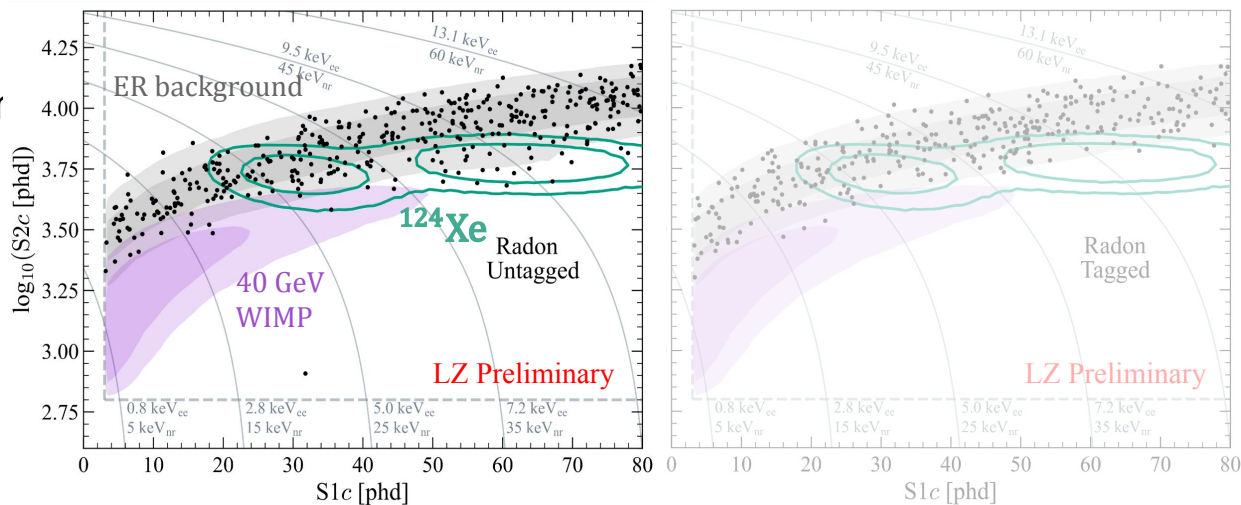 log₁₀(S2c [phd])
4.25
4.00
3.75
3.50
3.25
3.00
2.75
ER background
9.5 keVₑₑ
45 keVₙᵣ
13.1 keVₑₑ
60 keVₙᵣ
¹²⁴Xe
Radon
Untagged
40 GeV
WIMP
LZ Preliminary
0.8 keVₑₑ
5 keVₙᵣ
2.8 keVₑₑ
15 keVₙᵣ
5.0 keVₑₑ
25 keVₙᵣ
7.2 keVₑₑ
35 keVₙᵣ
0 10 20 30 40 50 60 70 80
S1c [phd]
9.5 keVₑₑ
45 keVₙᵣ
13.1 keVₑₑ
60 keVₙᵣ
Radon
Tagged
LZ Preliminary
0.8 keVₑₑ
5 keVₙᵣ
2.8 keVₑₑ
15 keVₙᵣ
5.0 keVₑₑ
25 keVₙᵣ
7.2 keVₑₑ
35 keVₙᵣ
0 10 20 30 40 50 60 70 80
S1c [phd]